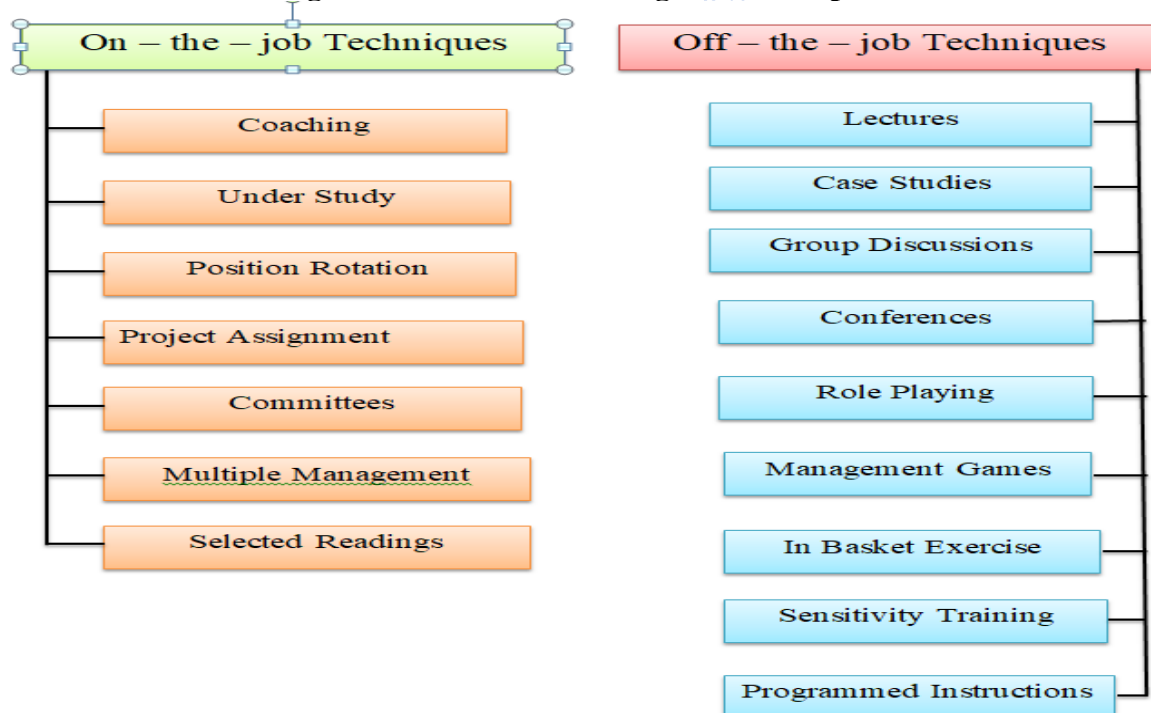 On – the – job Techniques
Coaching
Under Study
Position Rotation
Project Assignment
Committees
Multiple Management
Selected Readings
Off – the – job Techniques
Lectures
Case Studies
Group Discussions
Conferences
Role Playing
Management Games
In Basket Exercise
Sensitivity Training
Programmed Instructions